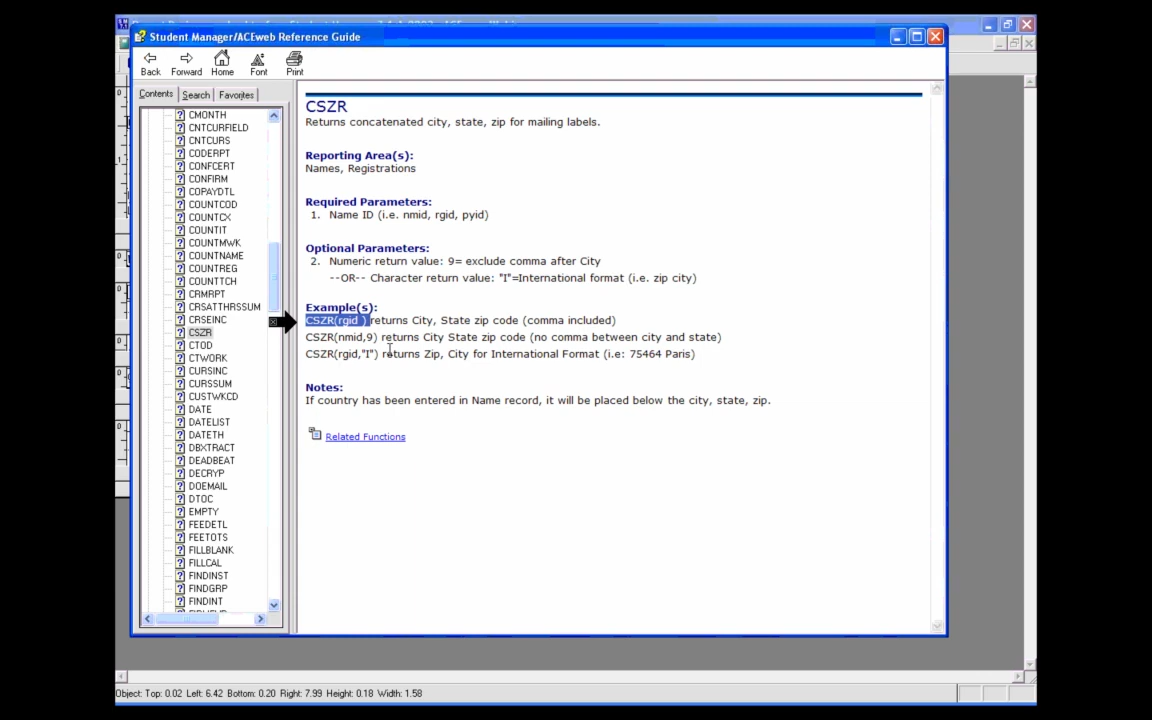 Student Manager/ACEweb Reference Guide
Back Forward Home Font Print
Contents Search Favorites
CMONTH
CNTCURFIELD
CNTCURS
CODERPT
CONFCERT
CONFIRM
COPAYDTL
COUNTCOD
COUNTCX
COUNTIT
COUNTMWK
COUNTNAME
COUNTREG
COUNTTCH
CRMRPT
CRSATTHRSSUM
CRSEINC
CSZR
CTOD
CTWORK
CURSINC
CURSSUM
CUSTWKCD
DATE
DATELIST
DATETH
DBXTRACT
DEADBEAT
DECRYP
DOEMAIL
DTOC
EMPTY
FEEDETL
FEETOTS
FILLBLANK
FILLCAL
FINDINST
FINDGRP
FINDINT
CSZR
Returns concatenated city, state, zip for mailing labels.
Reporting Area(s):
Names, Registrations
Required Parameters:
1. Name ID (i.e. nmid, rgid, pyid)
Optional Parameters:
2. Numeric return value: 9= exclude comma after City
--OR-- Character return value: "I"=International format (i.e. zip city)
Example(s):
CSZR(rgid ) returns City, State zip code (comma included)
CSZR(nmid,9) returns City State zip code (no comma between city and state)
CSZR(rgid,"I") returns Zip, City for International Format (i.e: 75464 Paris)
Notes:
If country has been entered in Name record, it will be placed below the city, state, zip.
Related Functions
Object: Top: 0.02 Left: 6.42 Bottom: 0.20 Right: 7.99 Height: 0.18 Width: 1.58